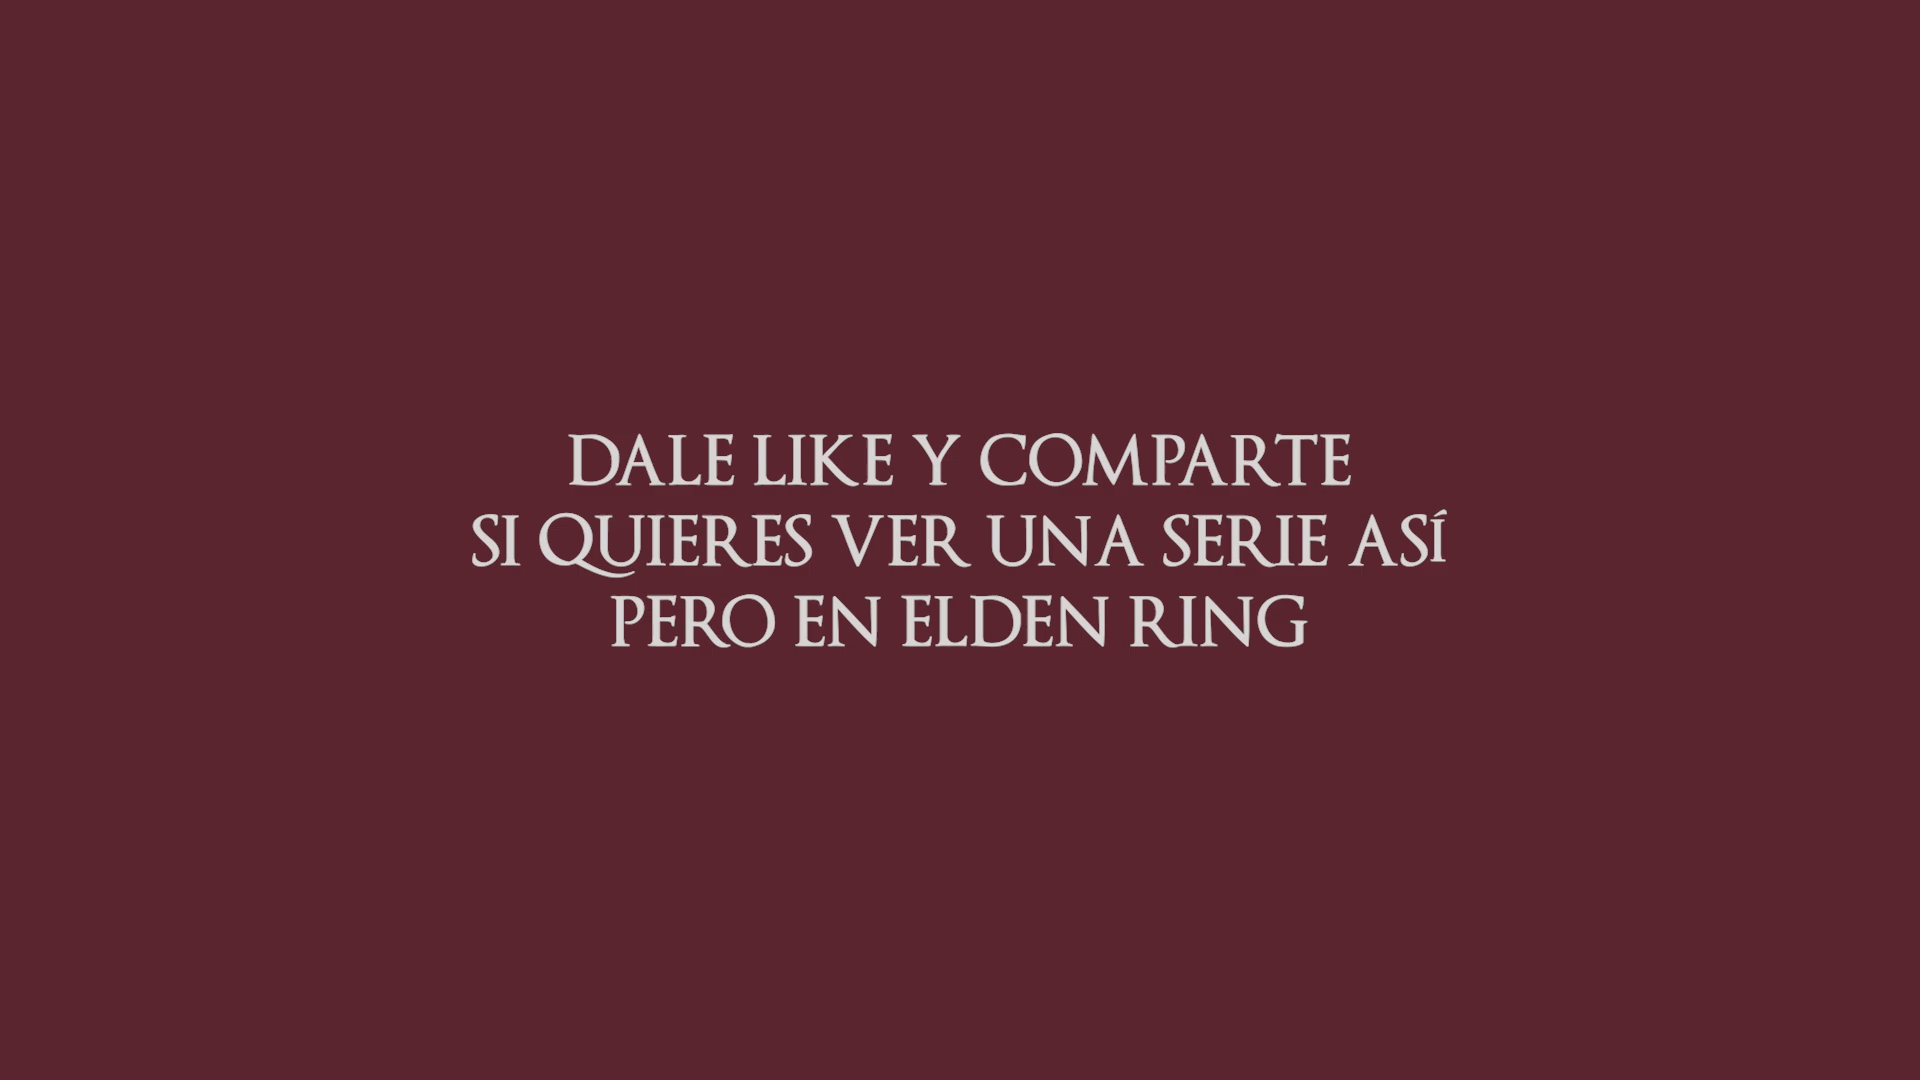 DALE LIKE Y COMPARTE
SI QUIERES VER UNA SERIE ASÍ
PERO EN ELDEN RING